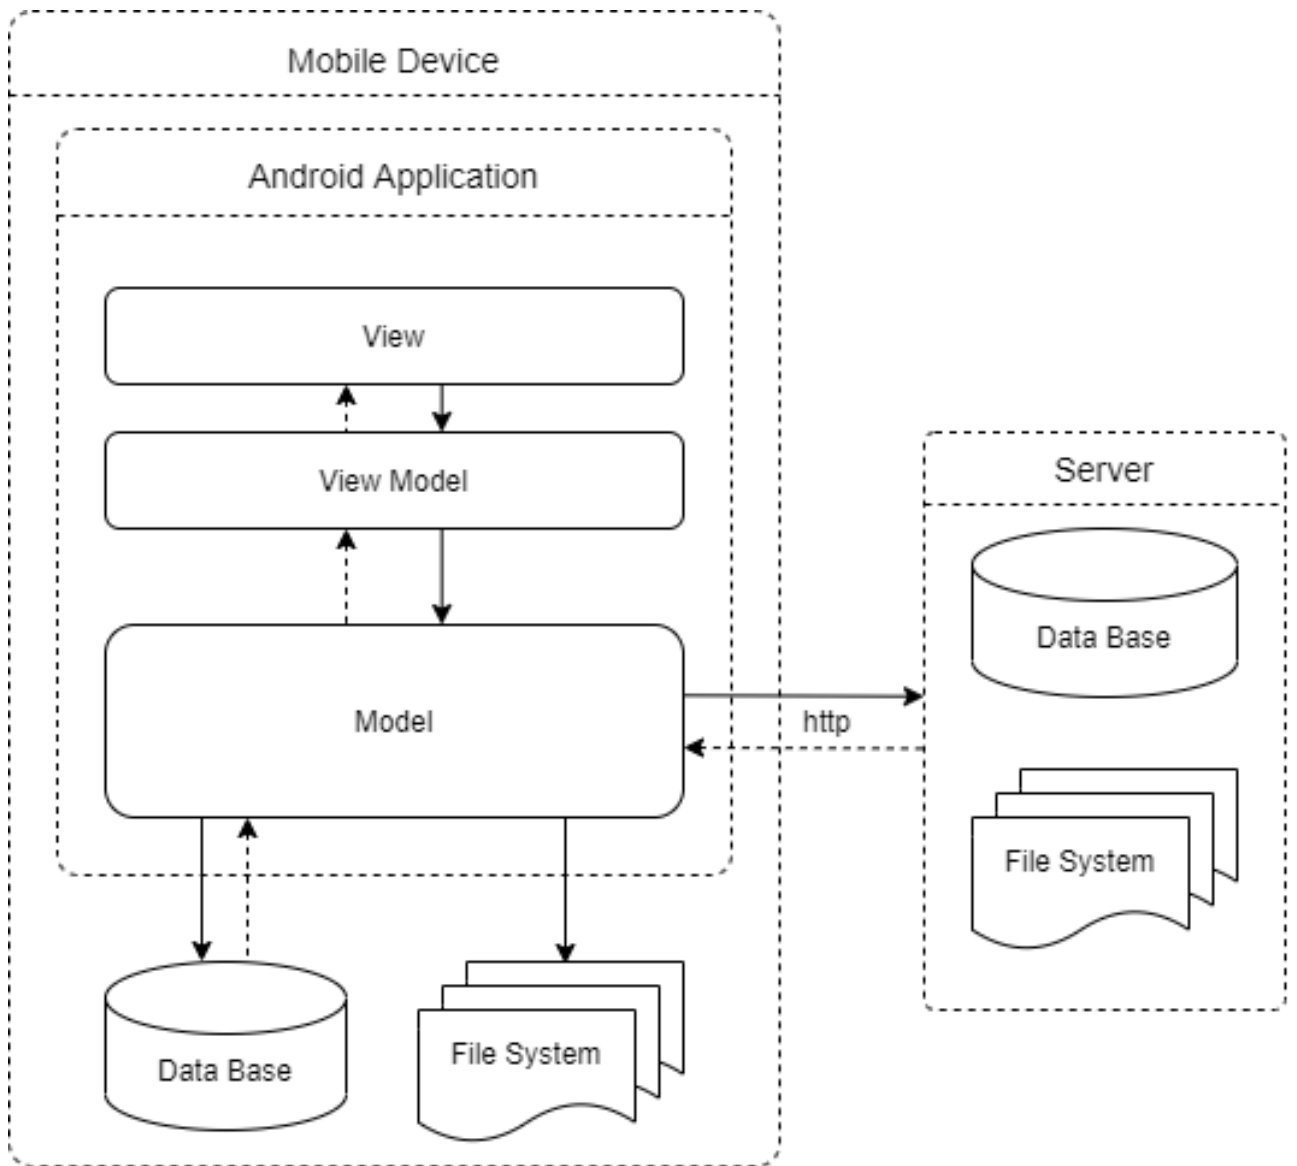 Mobile Device
Android Application
View
View Model
Model
http
Data Base
File System
Server
Data Base
File System